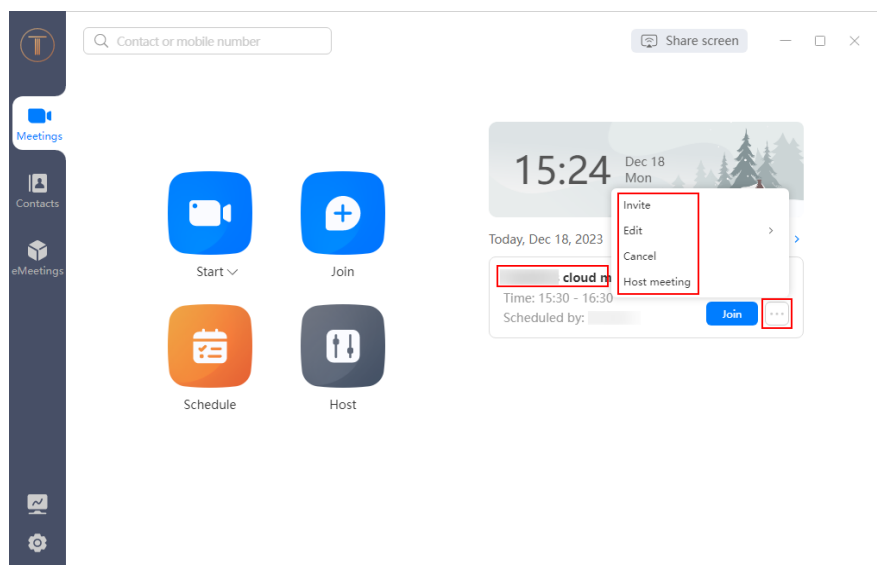 Contact or mobile number
Share screen
Meetings
Contacts
eMeetings
Start
Join
Schedule
Host
15:24
Dec 18
Mon
Today, Dec 18, 2023
Invite
Edit
Cancel
Host meeting
cloud m
Time: 15:30 - 16:30
Scheduled by:
Join